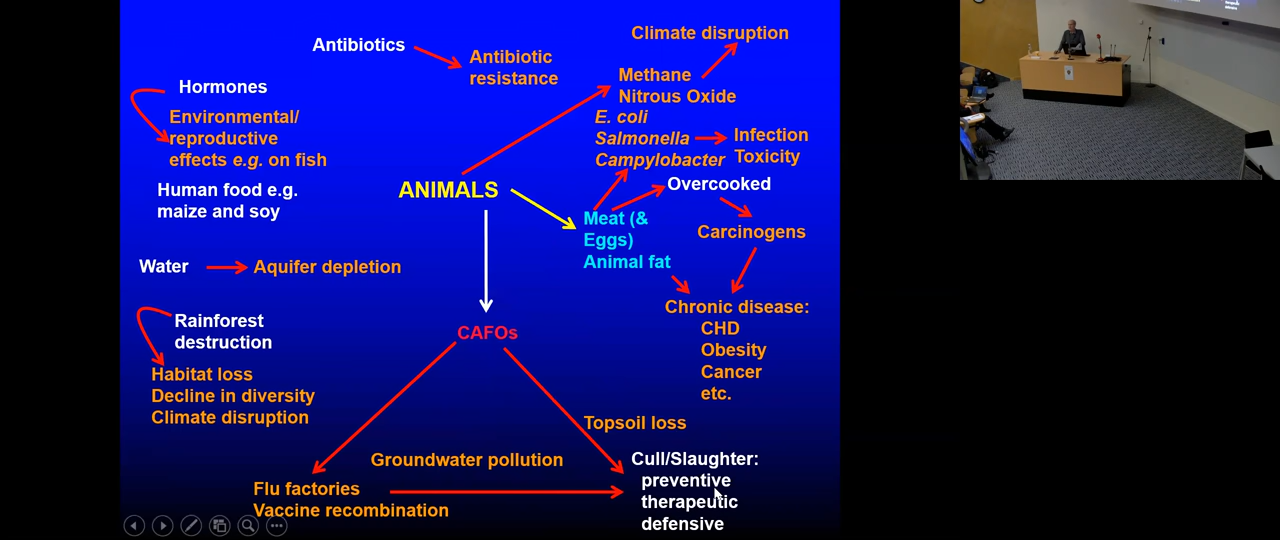 Climate disruption
Antibiotics
Antibiotic
resistance
Methane
Nitrous Oxide
Hormones
Environmental/
reproductive
effects e.g. on fish
E. coli
Salmonella
Campylobacter
Infection
Toxicity
Human food e.g.
maize and soy
ANIMALS
Overcooked
Meat (&
Eggs)
Animal fat
Carcinogens
Water
Aquifer depletion
Chronic disease:
CHD
Obesity
Cancer
etc.
Rainforest
destruction
CAFOs
Habitat loss
Decline in diversity
Climate disruption
Topsoil loss
Groundwater pollution
Cull/Slaughter:
preventive
therapeutic
defensive
Flu factories
Vaccine recombination